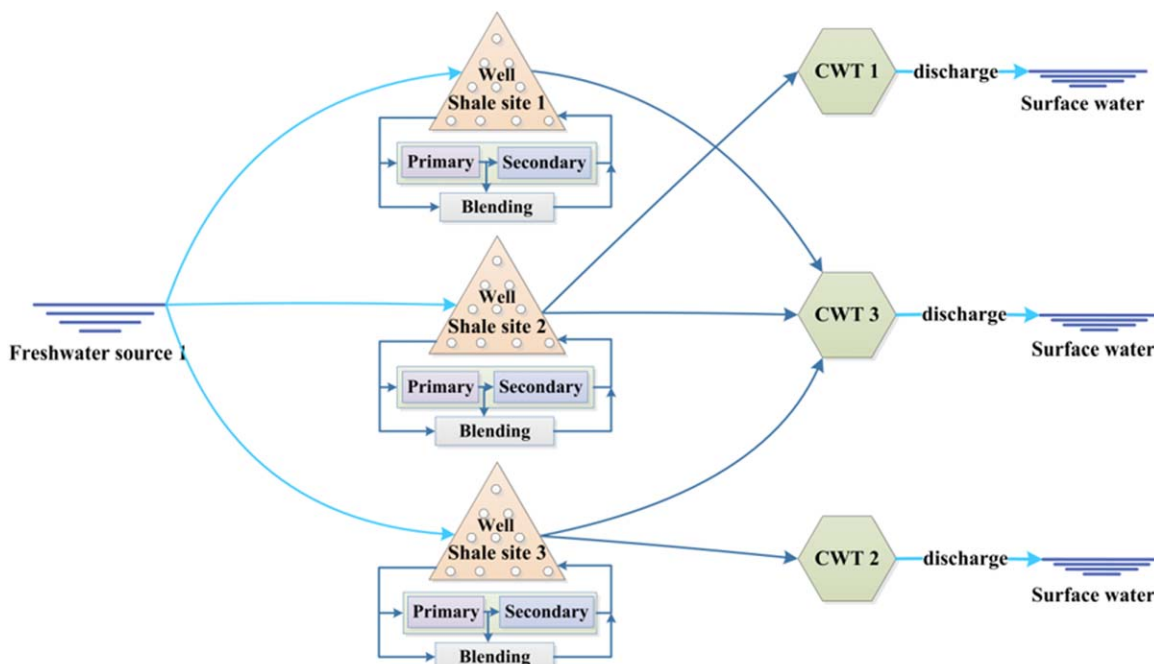 Well
Shale site 1
Primary
Secondary
Blending
CWT 1
discharge
Surface water
Freshwater source 1
Well
Shale site 2
Primary
Secondary
Blending
CWT 3
discharge
Surface water
Well
Shale site 3
Primary
Secondary
Blending
CWT 2
discharge
Surface water